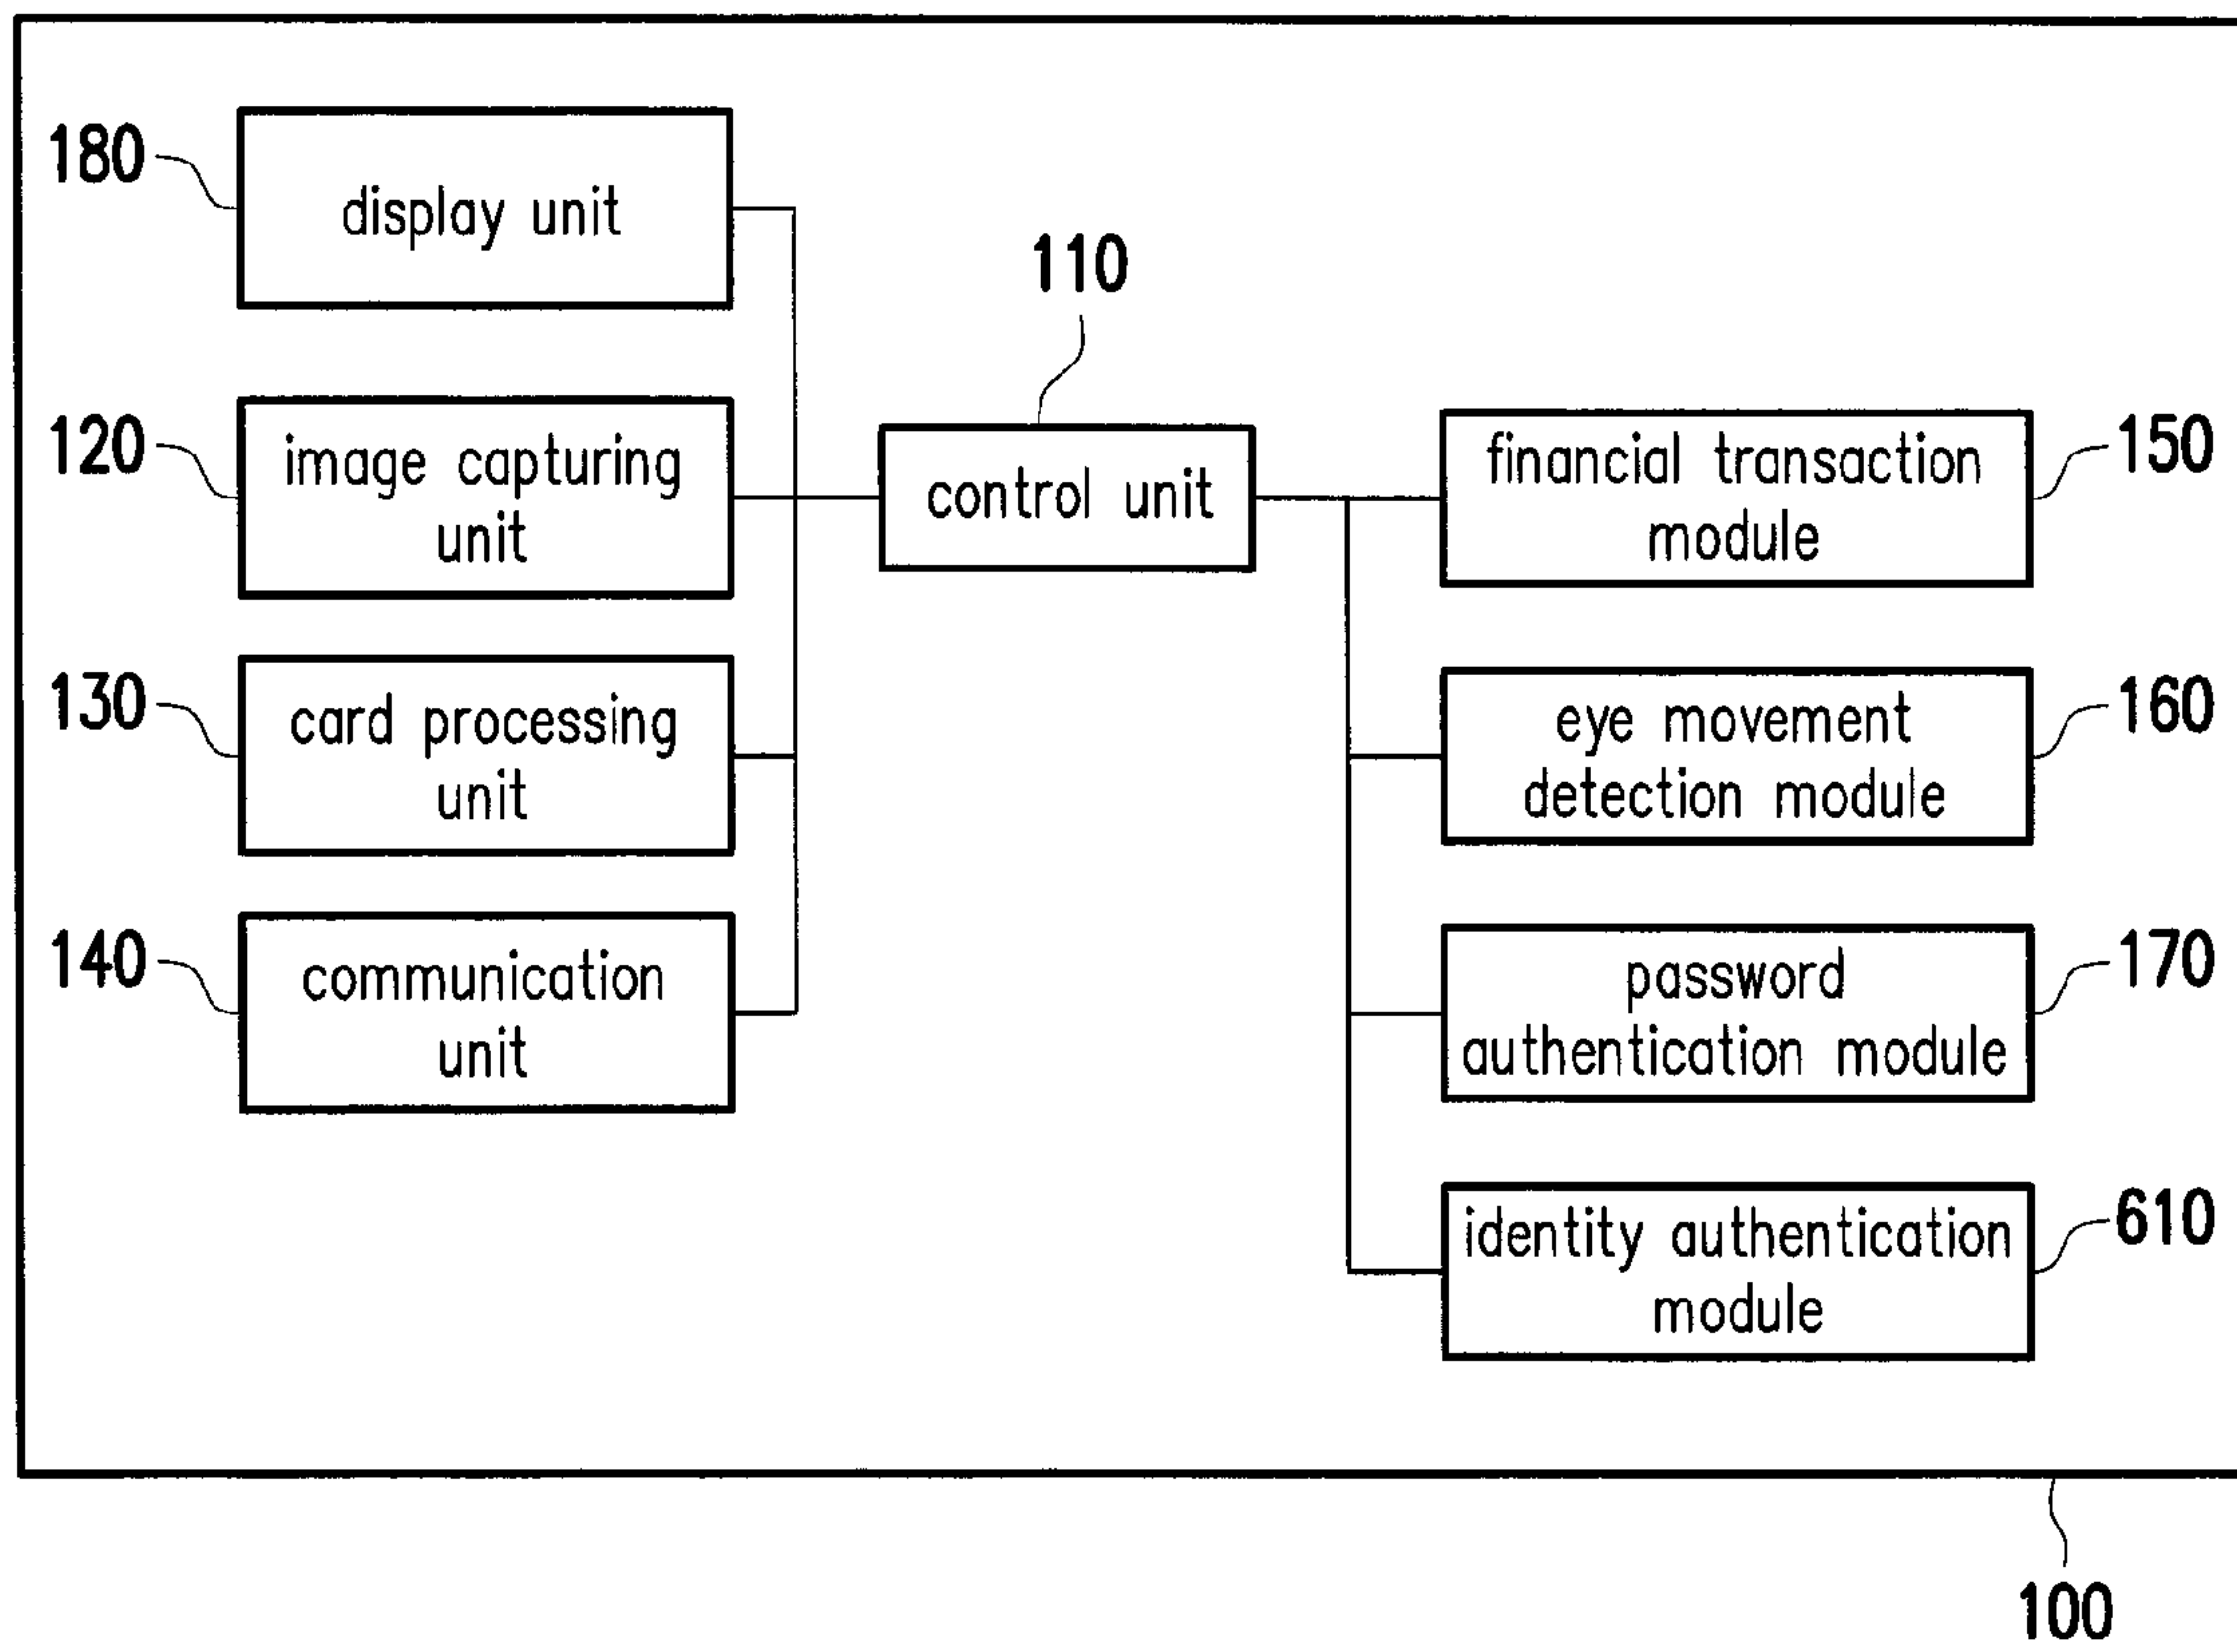 180
display unit
110
120
image capturing
unit
control unit
financial transaction
module
150
130
card processing
unit
eye movement
detection module
160
140
communication
unit
password
authentication module
170
identity authentication
module
610
100